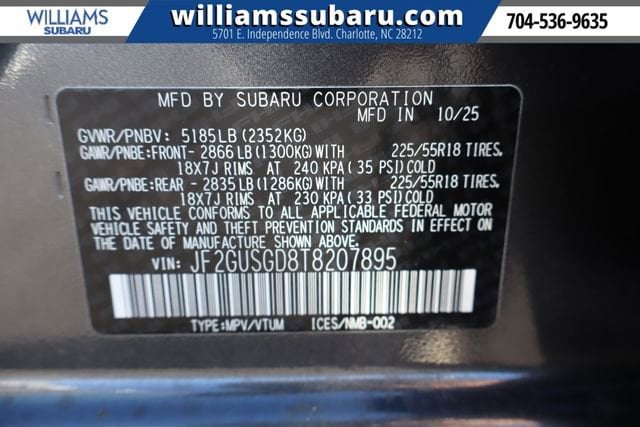 WILLIAMS
SUBARU
williamssubaru.com
5701 E. Independence Blvd. Charlotte, NC 28212
704-536-9635
MFD BY SUBARU CORPORATION
MFD IN 10/25
GVWR/PNBV: 5185LB (2352KG)
GAWR/PNBE:FRONT- 2866LB (1300KG)WITH 225/55R18 TIRES,
18X7J RIMS AT 240 KPA (35 PSI)COLD
GAWR/PNBE:REAR - 2835LB (1286KG)WITH 225/55R18 TIRES,
18X7J RIMS AT 230 KPA (33 PSI)COLD
THIS VEHICLE CONFORMS TO ALL APPLICABLE FEDERAL MOTOR
VEHICLE SAFETY AND THEFT PREVENTION STANDARDS IN EFFECT ON
THE DATE OF MANUFACTURE SHOWN ABOVE.
VIN: JF2GUSGD8T8207895
TYPE:MPV/VTUM ICES/NMB-002